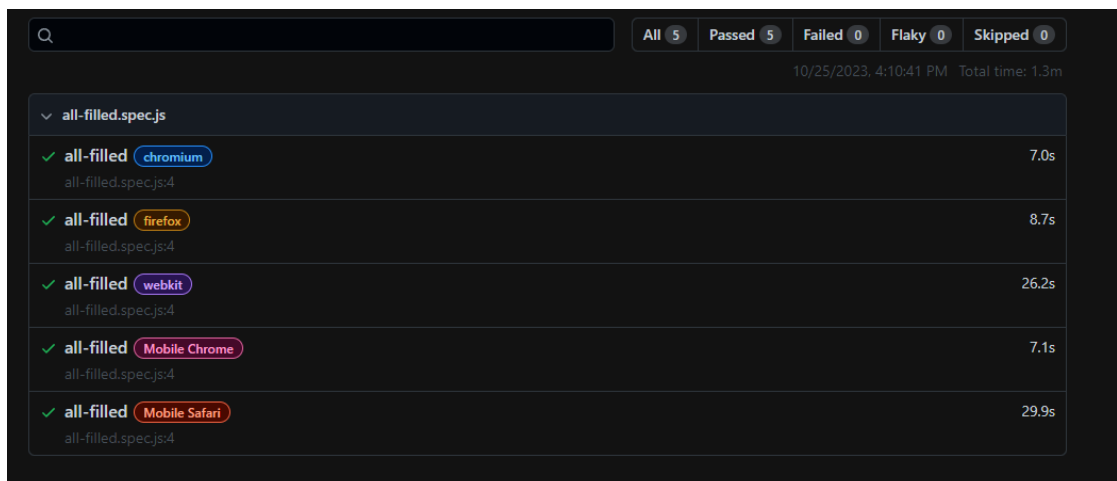 All 5 Passed 5 Failed 0 Flaky 0 Skipped 0
10/25/2023, 4:10:41 PM Total time: 1.3m
all-filled.spec.js
all-filled chromium 7.0s
all-filled.spec.js:4
all-filled firefox 8.7s
all-filled.spec.js:4
all-filled webkit 26.2s
all-filled.spec.js:4
all-filled Mobile Chrome 7.1s
all-filled.spec.js:4
all-filled Mobile Safari 29.9s
all-filled.spec.js:4